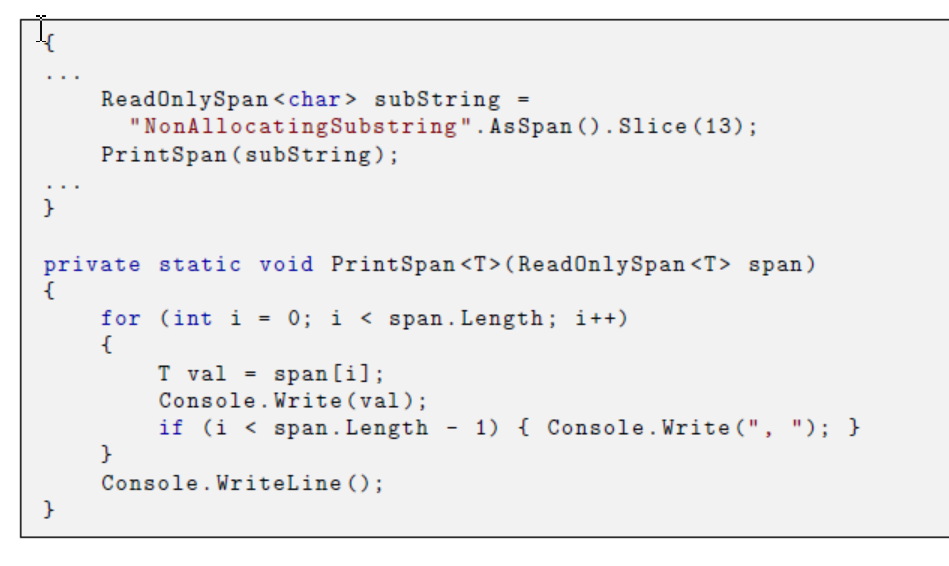 {
...
    ReadOnlySpan<char> subString =
      "NonAllocatingSubstring".AsSpan().Slice(13);
    PrintSpan(subString);
...
}

private static void PrintSpan<T>(ReadOnlySpan<T> span)
{
    for (int i = 0; i < span.Length; i++)
    {
        T val = span[i];
        Console.Write(val);
        if (i < span.Length - 1) { Console.Write(", "); }
    }
    Console.WriteLine();
}